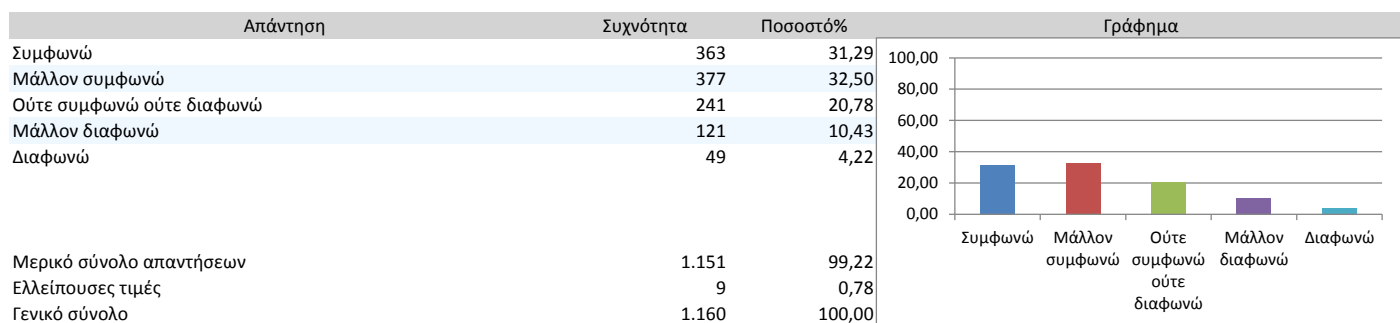 Απάντηση Συχνότητα Ποσοστό% Γράφημα
Συμφωνώ 363 31,29
Μάλλον συμφωνώ 377 32,50
Ούτε συμφωνώ ούτε διαφωνώ 241 20,78
Μάλλον διαφωνώ 121 10,43
Διαφωνώ 49 4,22
Μερικό σύνολο απαντήσεων 1.151 99,22
Ελλείπουσες τιμές 9 0,78
Γενικό σύνολο 1.160 100,00
100,00
80,00
60,00
40,00
20,00
0,00
Συμφωνώ Μάλλον Ούτε Μάλλον Διαφωνώ
συμφωνώ συμφωνώ διαφωνώ
ούτε
διαφωνώ